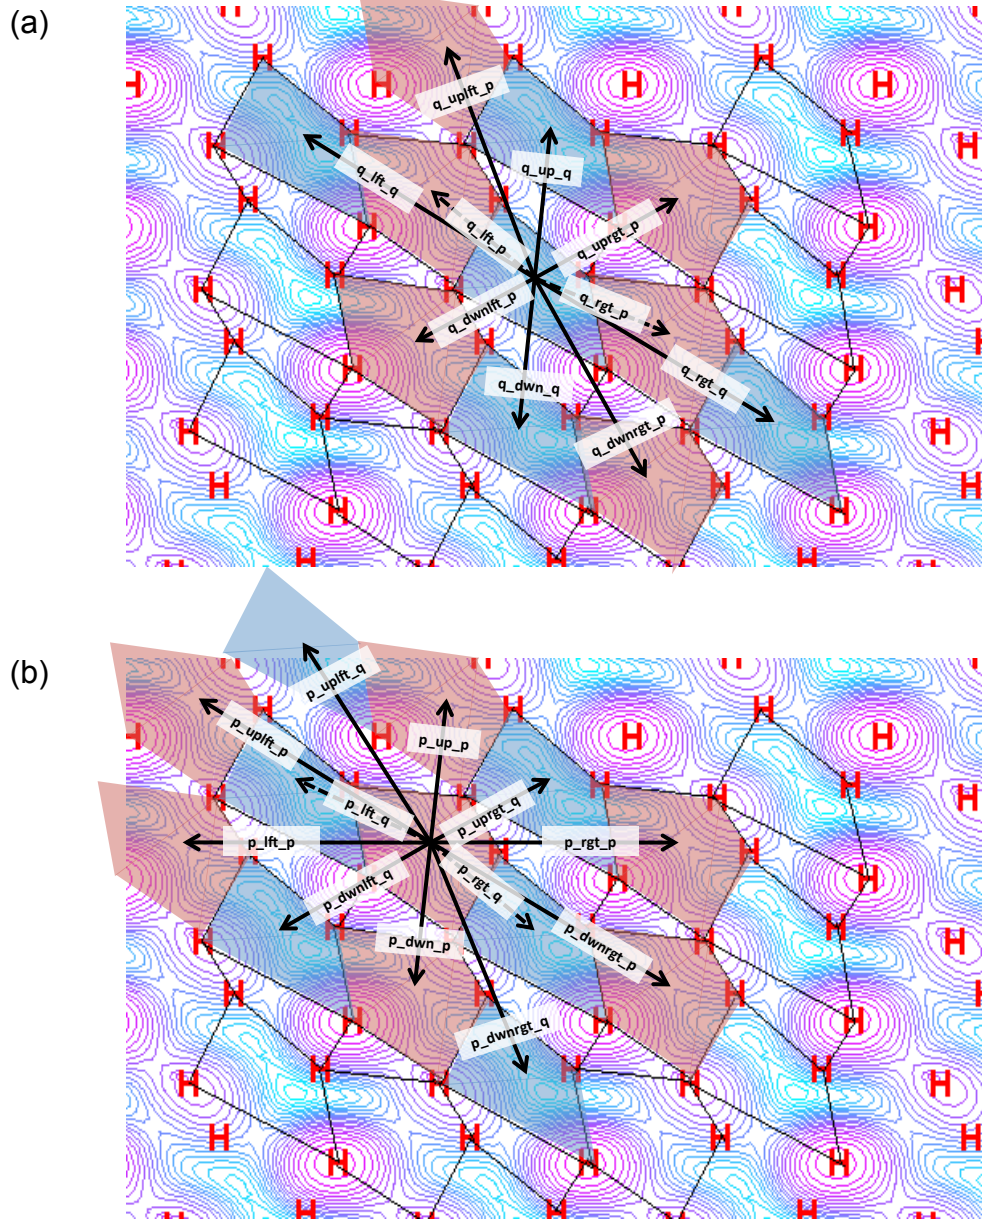 (a)
H H H H
H H H
H H H
H H H
q_uplft_p
H H H H H H
q_up_q
q_lft_q
H H H H
q_uprgt_p
q_lft_p
H H H
H H H H H H
q_dwnlft_p
q_rgt_p
H H H H
H H H
q_rgt_q
q_dwn_q
H H H
H H H H
q_dwnrgt_p
H H H H
H H H
H H H H
(b)
H H H
p_uplft_q
H H H
H H H
p_uplft_p
p_up_p
H H H
H H H H
p_lft_q
p_uprgt_q
p_lft_p
p_rgt_p
H H H H
p_rgt_q
p_dwnlft_q
H H H
H H H H H H
p_dwn_p
p_dwnrgt_p
H H H H
H H H
p_dwnrgt_q
H H H
H H H H
H H H H
H H H
H H H H